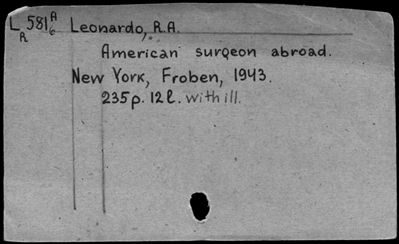 L R 581 A 6 Leonardo, R.A.
American surgeon abroad.
New York, Froben, 1943.
235p. 12l. with ill.